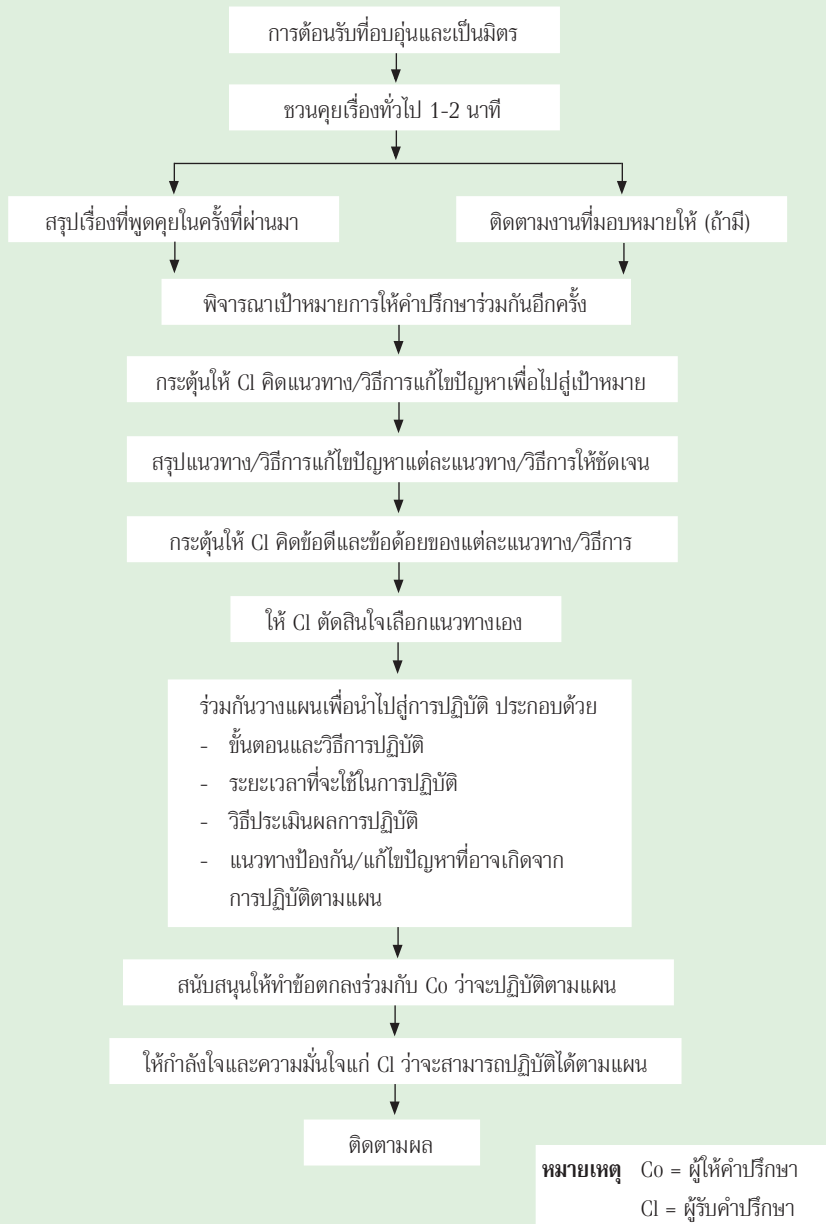 การต้อนรับที่อบอุ่นและเป็นมิตร
ชวนคุยเรื่องทั่วไป 1-2 นาที
สรุปเรื่องที่พูดคุยในครั้งที่ผ่านมา
ติดตามงานที่มอบหมายให้ (ถ้ามี)
พิจารณาเป้าหมายการให้คำปรึกษาร่วมกันอีกครั้ง
กระตุ้นให้ Cl คิดแนวทาง/วิธีการแก้ไขปัญหาเพื่อไปสู่เป้าหมาย
สรุปแนวทาง/วิธีการแก้ไขปัญหาแต่ละแนวทาง/วิธีการให้ชัดเจน
กระตุ้นให้ Cl คิดข้อดีและข้อด้อยของแต่ละแนวทาง/วิธีการ
ให้ Cl ตัดสินใจเลือกแนวทางเอง
ร่วมกันวางแผนเพื่อนำไปสู่การปฏิบัติ ประกอบด้วย
- ขั้นตอนและวิธีการปฏิบัติ
- ระยะเวลาที่จะใช้ในการปฏิบัติ
- วิธีประเมินผลการปฏิบัติ
- แนวทางป้องกัน/แก้ไขปัญหาที่อาจเกิดจาก
การปฏิบัติตามแผน
สนับสนุนให้ทำข้อตกลงร่วมกับ Co ว่าจะปฏิบัติตามแผน
ให้กำลังใจและความมั่นใจแก่ Cl ว่าจะสามารถปฏิบัติได้ตามแผน
ติดตามผล
หมายเหตุ Co = ผู้ให้คำปรึกษา
Cl = ผู้รับคำปรึกษา